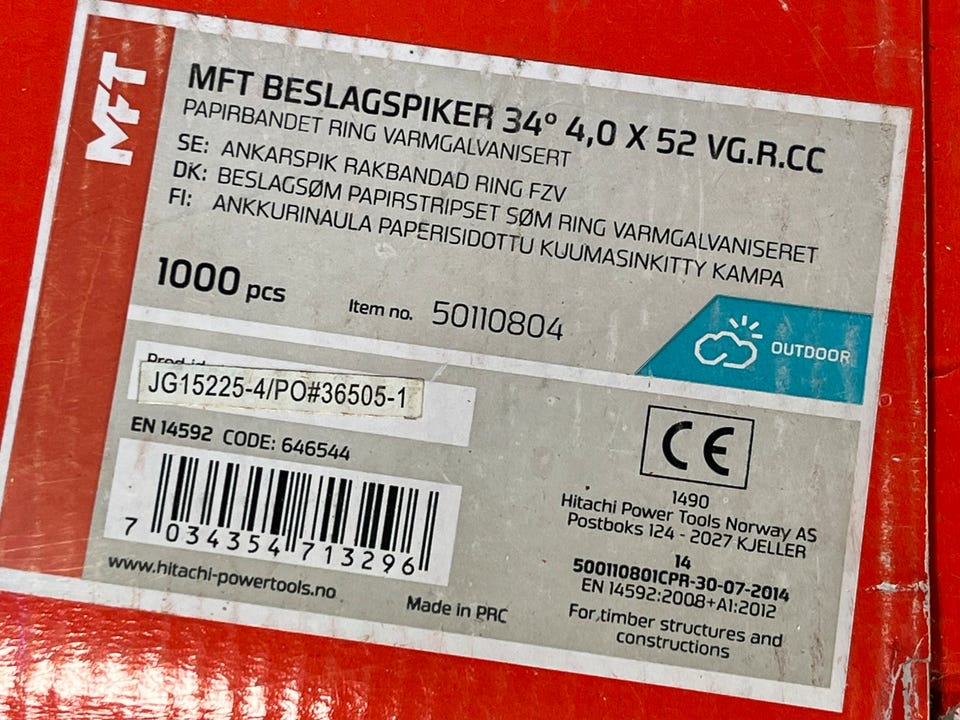 MFT
MFT BESLAGSPIKER 34° 4,0 X 52 VG.R.CC
PAPIRBANDET RING VARMGALVANISERT
SE: ANKARSPIK RAKBANDAD RING FZV
DK: BESLAGSØM PAPIRSTRIPSET SØM RING VARMGALVANISERET
FI: ANKKURINAULA PAPERISIDOTTU KUUMASINKITTY KAMPA
1000 pcs
Item no. 50110804
OUTDOOR
JG15225-4/PO#36505-1
EN 14592 CODE: 646544
7 034354 713296
www.hitachi-powertools.no
Made in PRC
CE
1490
Hitachi Power Tools Norway AS
Postboks 124 - 2027 KJELLER
14
500110801CPR-30-07-2014
EN 14592:2008+A1:2012
For timber structures and
constructions